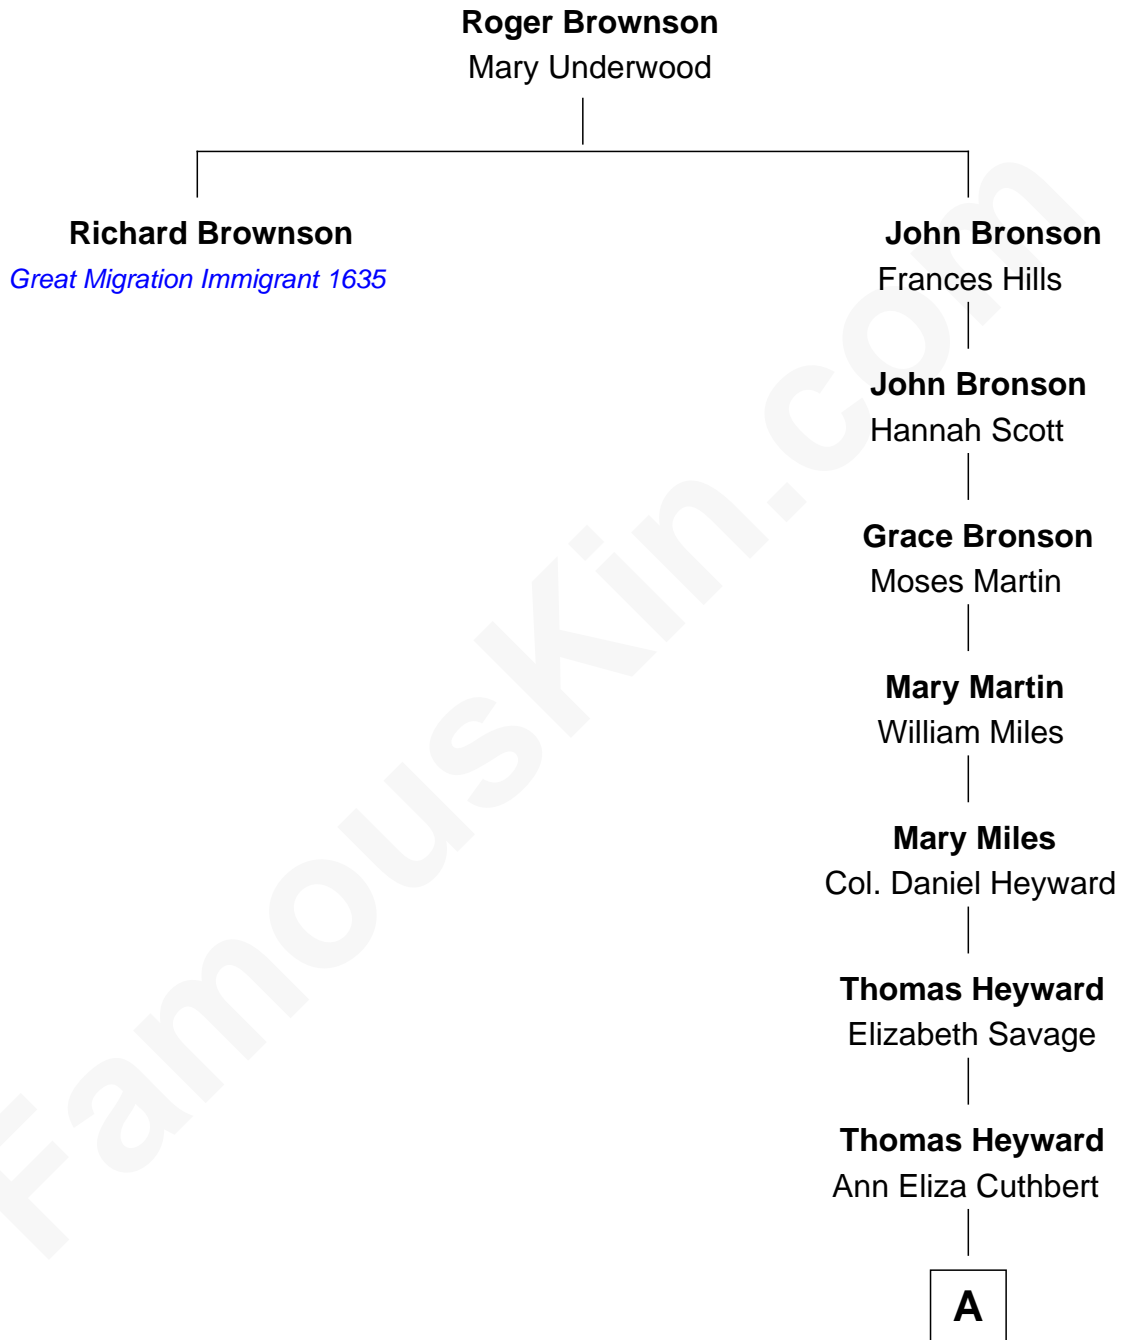 Roger Brownson
Mary Underwood
Richard Brownson
Great Migration Immigrant 1635
John Bronson
Frances Hills
John Bronson
Hannah Scott
Grace Bronson
Moses Martin
Mary Martin
William Miles
Mary Miles
Col. Daniel Heyward
Thomas Heyward
Elizabeth Savage
Thomas Heyward
Ann Eliza Cuthbert
A
FamousKin.com